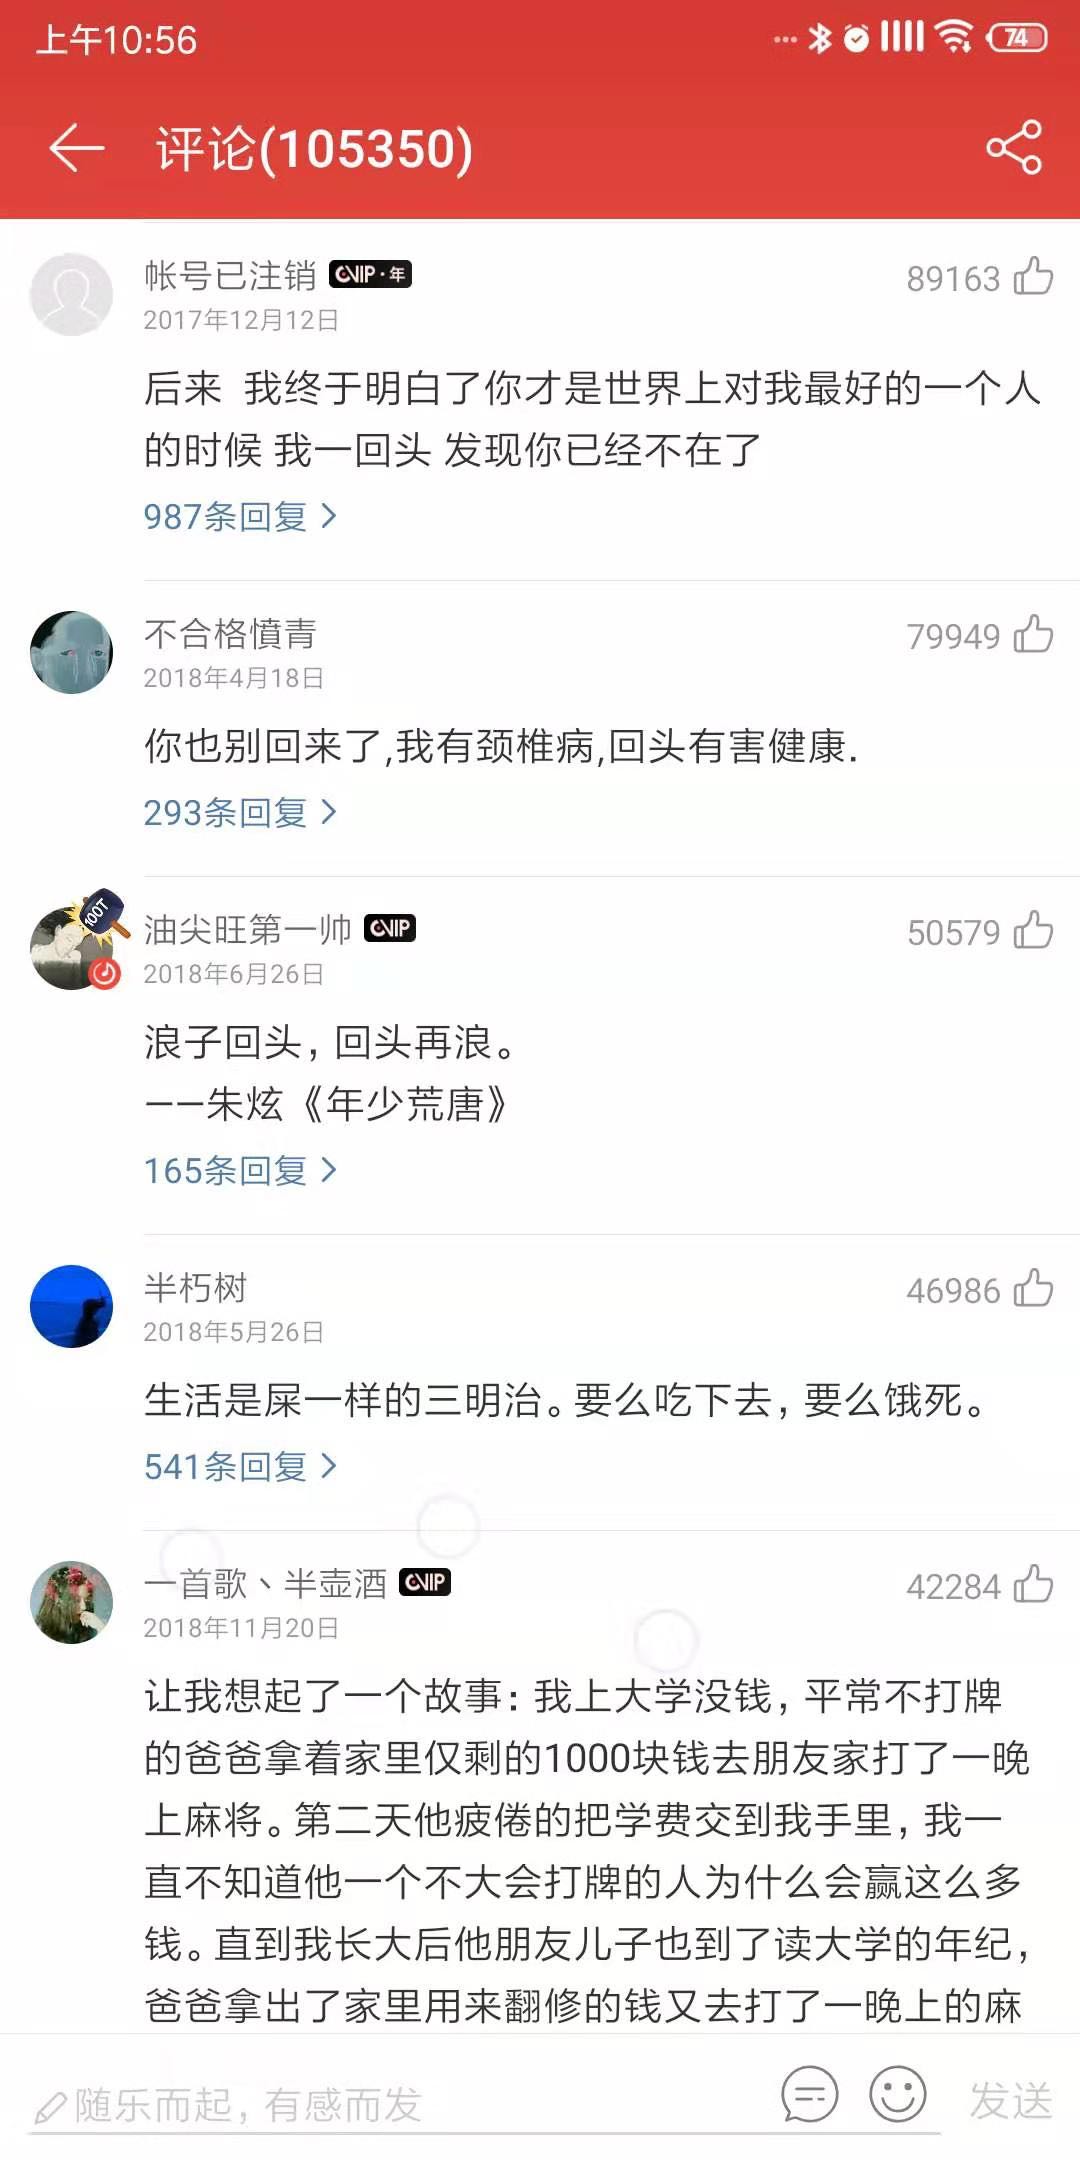 上午10:56
74
评论(105350)
帐号已注销 VIP·年
89163
2017年12月12日
后来 我终于明白了你才是世界上对我最好的一个人
的时候 我一回头 发现你已经不在了
987条回复
不合格憤青
79949
2018年4月18日
你也别回来了,我有颈椎病,回头有害健康.
293条回复
100T
油尖旺第一帅 VIP
50579
2018年6月26日
浪子回头，回头再浪。
——朱炫《年少荒唐》
165条回复
半朽树
46986
2018年5月26日
生活是屎一样的三明治。要么吃下去，要么饿死。
541条回复
一首歌丶半壶酒 VIP
42284
2018年11月20日
让我想起了一个故事：我上大学没钱，平常不打牌
的爸爸拿着家里仅剩的1000块钱去朋友家打了一晚
上麻将。第二天他疲倦的把学费交到我手里，我一
直不知道他一个不大会打牌的人为什么会赢这么多
钱。直到我长大后他朋友儿子也到了读大学的年纪，
爸爸拿出了家里用来翻修的钱又去打了一晚上的麻
随乐而起，有感而发
发送